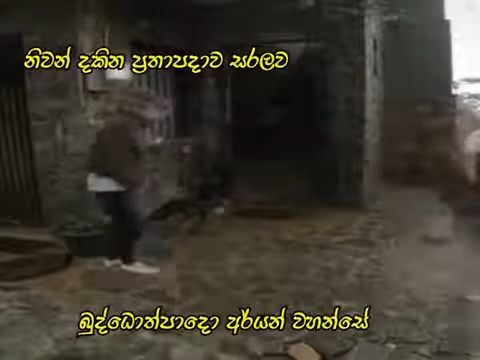 නිවන් දකින ප්‍රතාපදාව සරලව
බුද්ධොත්පාදො අර්යන් වහන්සේ